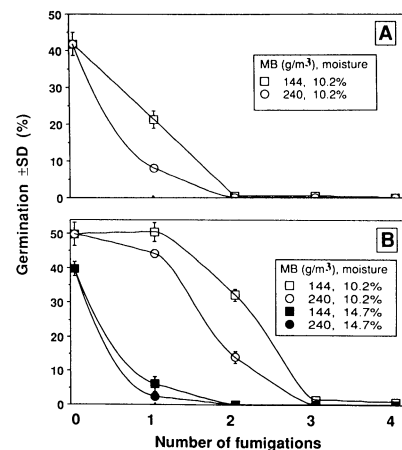 A
50
40
30
20
10
0
MB (g/m3), moisture
144, 10.2%
240, 10.2%
Germination ±SD (%)
B
50
40
30
20
10
0
MB (g/m3), moisture
144, 10.2%
240, 10.2%
144, 14.7%
240, 14.7%
0 1 2 3 4
Number of fumigations